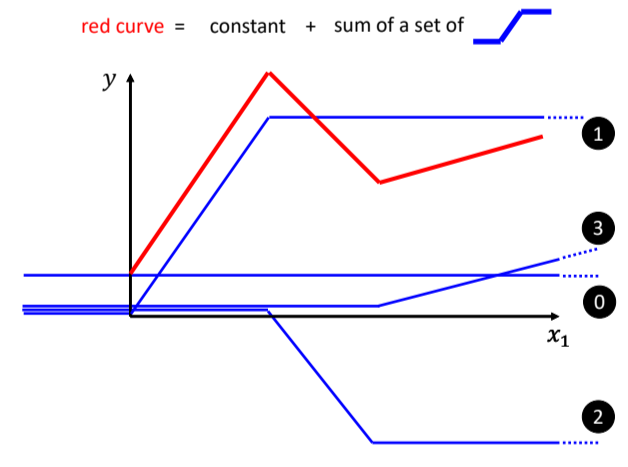 red curve = constant + sum of a set of
y
1
3
0
x₁
2